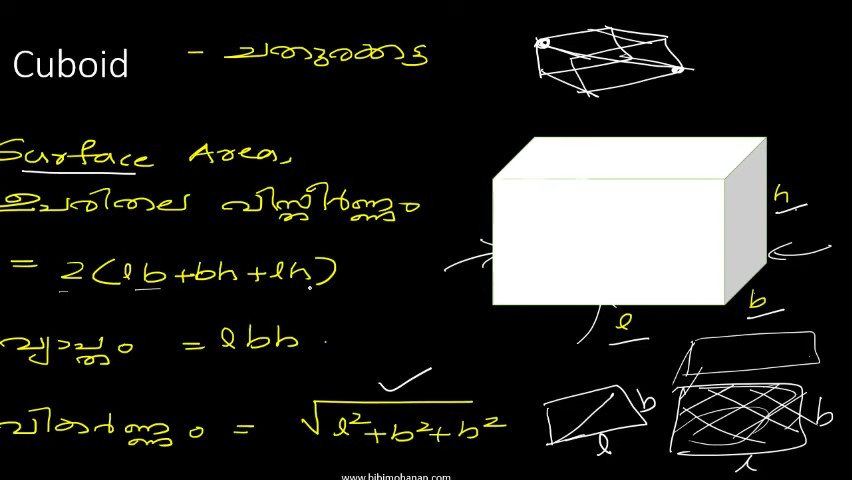 Cuboid - ചതുരക്കട്ട
Surface Area,
ഉപരിതല വിസ്തീർണ്ണം
= 2(lb+bh+lh)
h
b
l
വ്യാപ്തം = lbh
വികർണ്ണം = √l²+b²+h²
b
l
b
l
www.bibimohanan.com